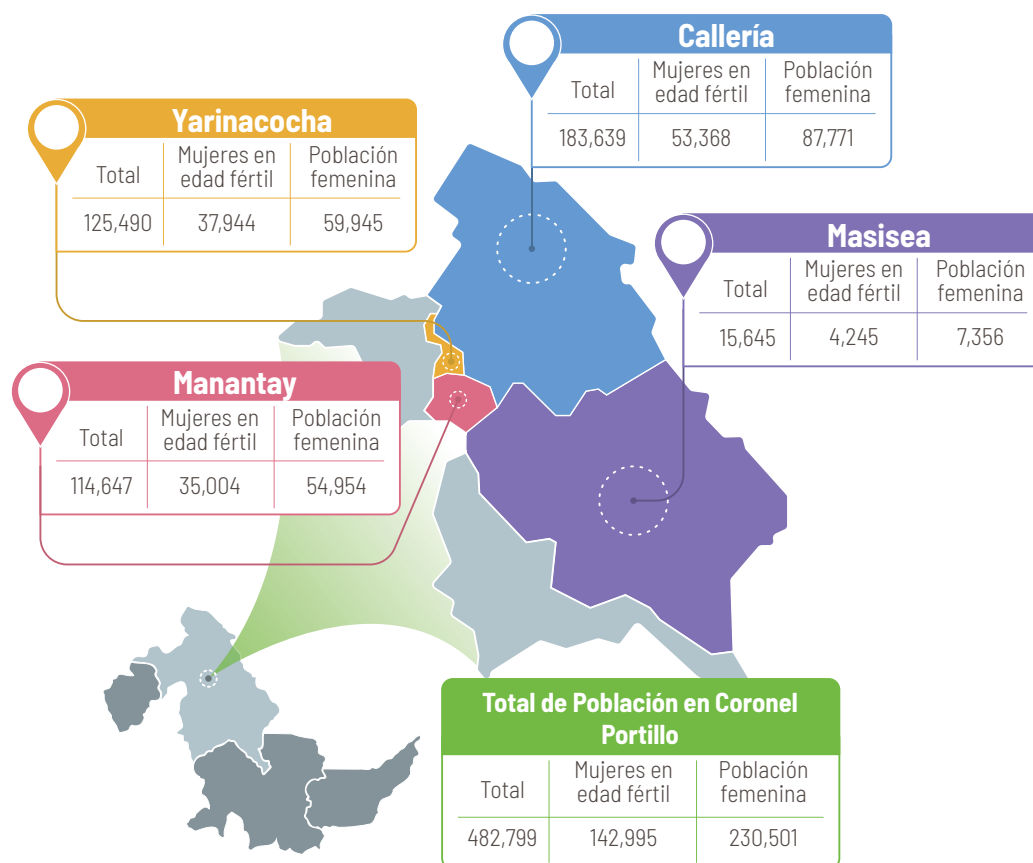 Callería
Total
Mujeres en
edad fértil
Población
femenina
183,639
53,368
87,771
Yarinacocha
Total
Mujeres en
edad fértil
Población
femenina
125,490
37,944
59,945
Masisea
Total
Mujeres en
edad fértil
Población
femenina
15,645
4,245
7,356
Manantay
Total
Mujeres en
edad fértil
Población
femenina
114,647
35,004
54,954
Total de Población en Coronel
Portillo
Total
Mujeres en
edad fértil
Población
femenina
482,799
142,995
230,501